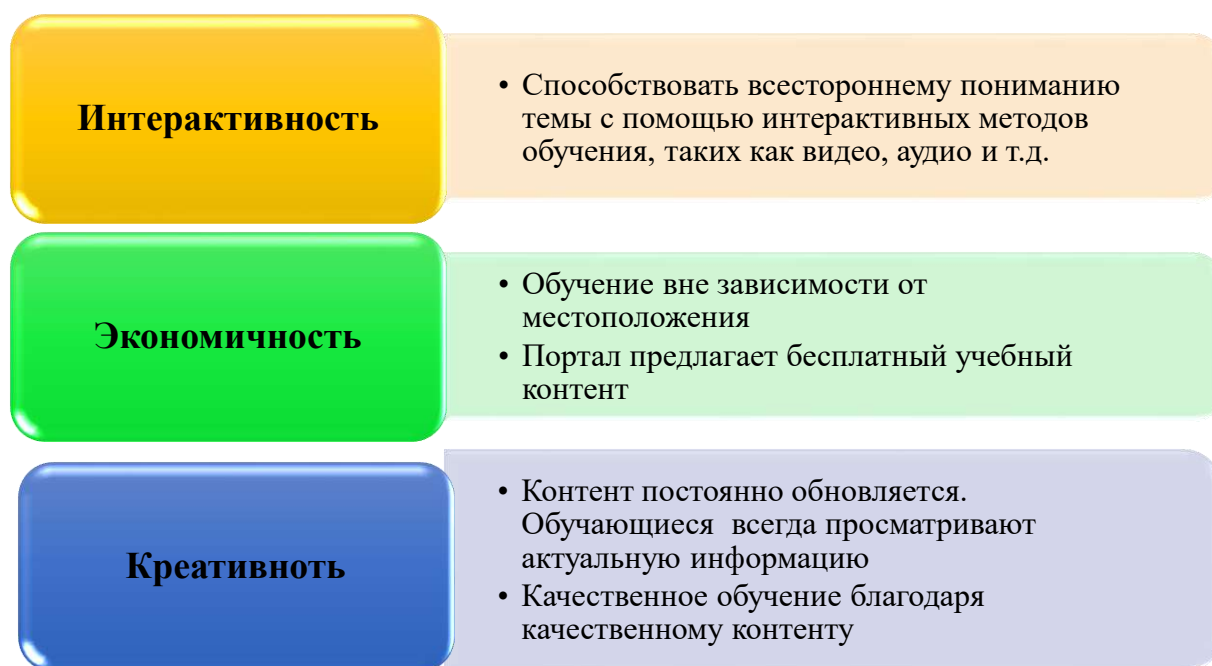 Интерактивность
• Способствовать всестороннему пониманию
темы с помощью интерактивных методов
обучения, таких как видео, аудио и т.д.
Экономичность
• Обучение вне зависимости от
местоположения
• Портал предлагает бесплатный учебный
контент
Креативноть
• Контент постоянно обновляется.
Обучающиеся  всегда просматривают
актуальную информацию
• Качественное обучение благодаря
качественному контенту